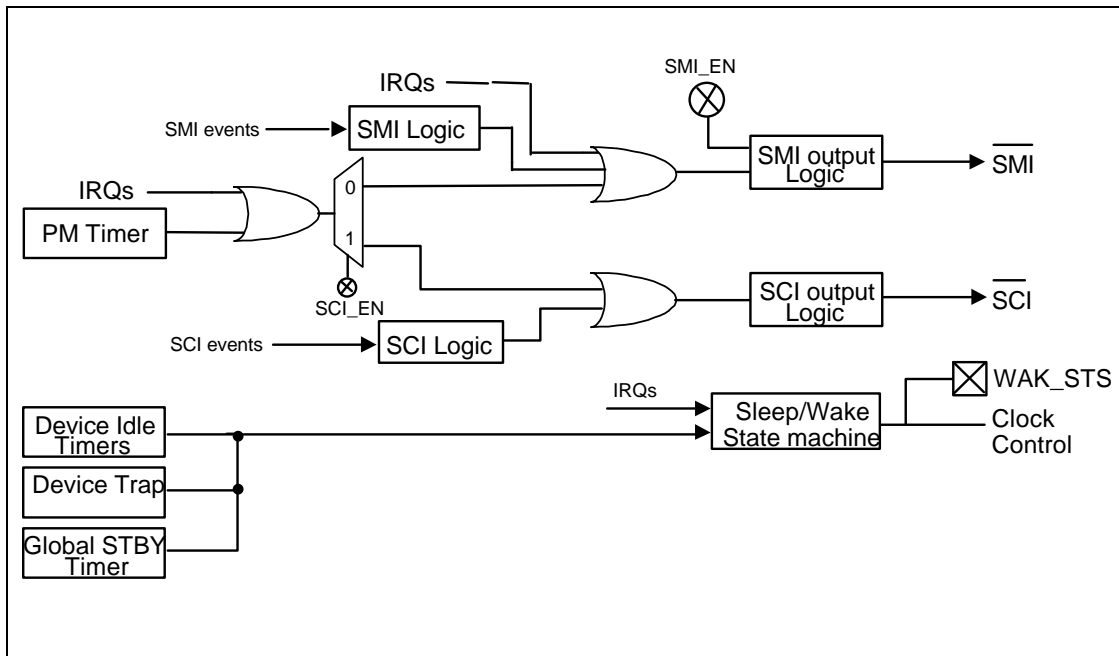 SMI_EN
IRQs
SMI events
SMI Logic
SMI output
Logic
SMI
IRQs
PM Timer
0
1
SCI_EN
SCI events
SCI Logic
SCI output
Logic
SCI
IRQs
WAK_STS
Device Idle
Timers
Sleep/Wake
State machine
Clock
Control
Device Trap
Global STBY
Timer